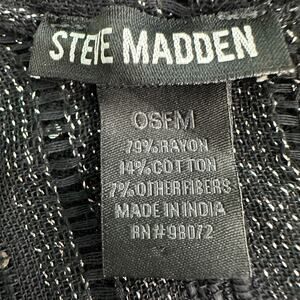 STEVE MADDEN
OSFM
79% RAYON
14% COTTON
7% OTHER FIBERS
MADE IN INDIA
RN# 98072